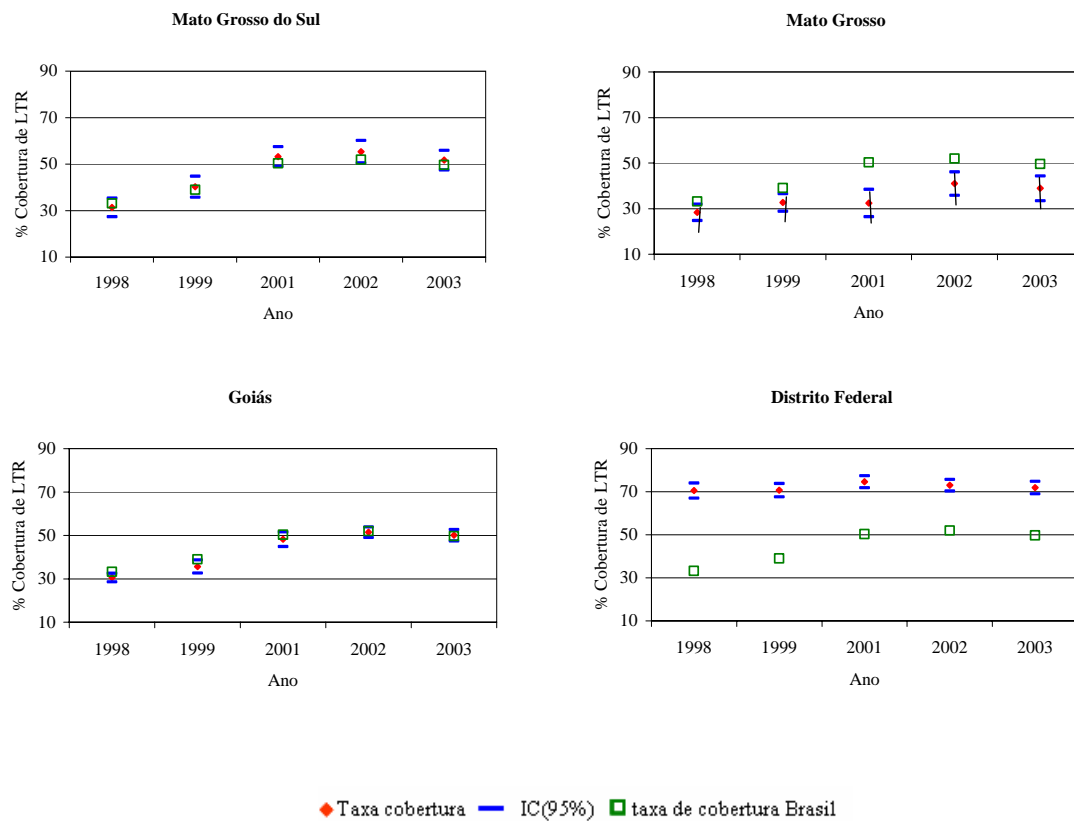 Mato Grosso do Sul
% Cobertura de LTR
90
70
50
30
10
1998 1999 2001 2002 2003
Ano
Mato Grosso
% Cobertura de LTR
90
70
50
30
10
1998 1999 2001 2002 2003
Ano
Goiás
% Cobertura de LTR
90
70
50
30
10
1998 1999 2001 2002 2003
Ano
Distrito Federal
% Cobertura de LTR
90
70
50
30
10
1998 1999 2001 2002 2003
Ano
Taxa cobertura IC(95%) taxa de cobertura Brasil